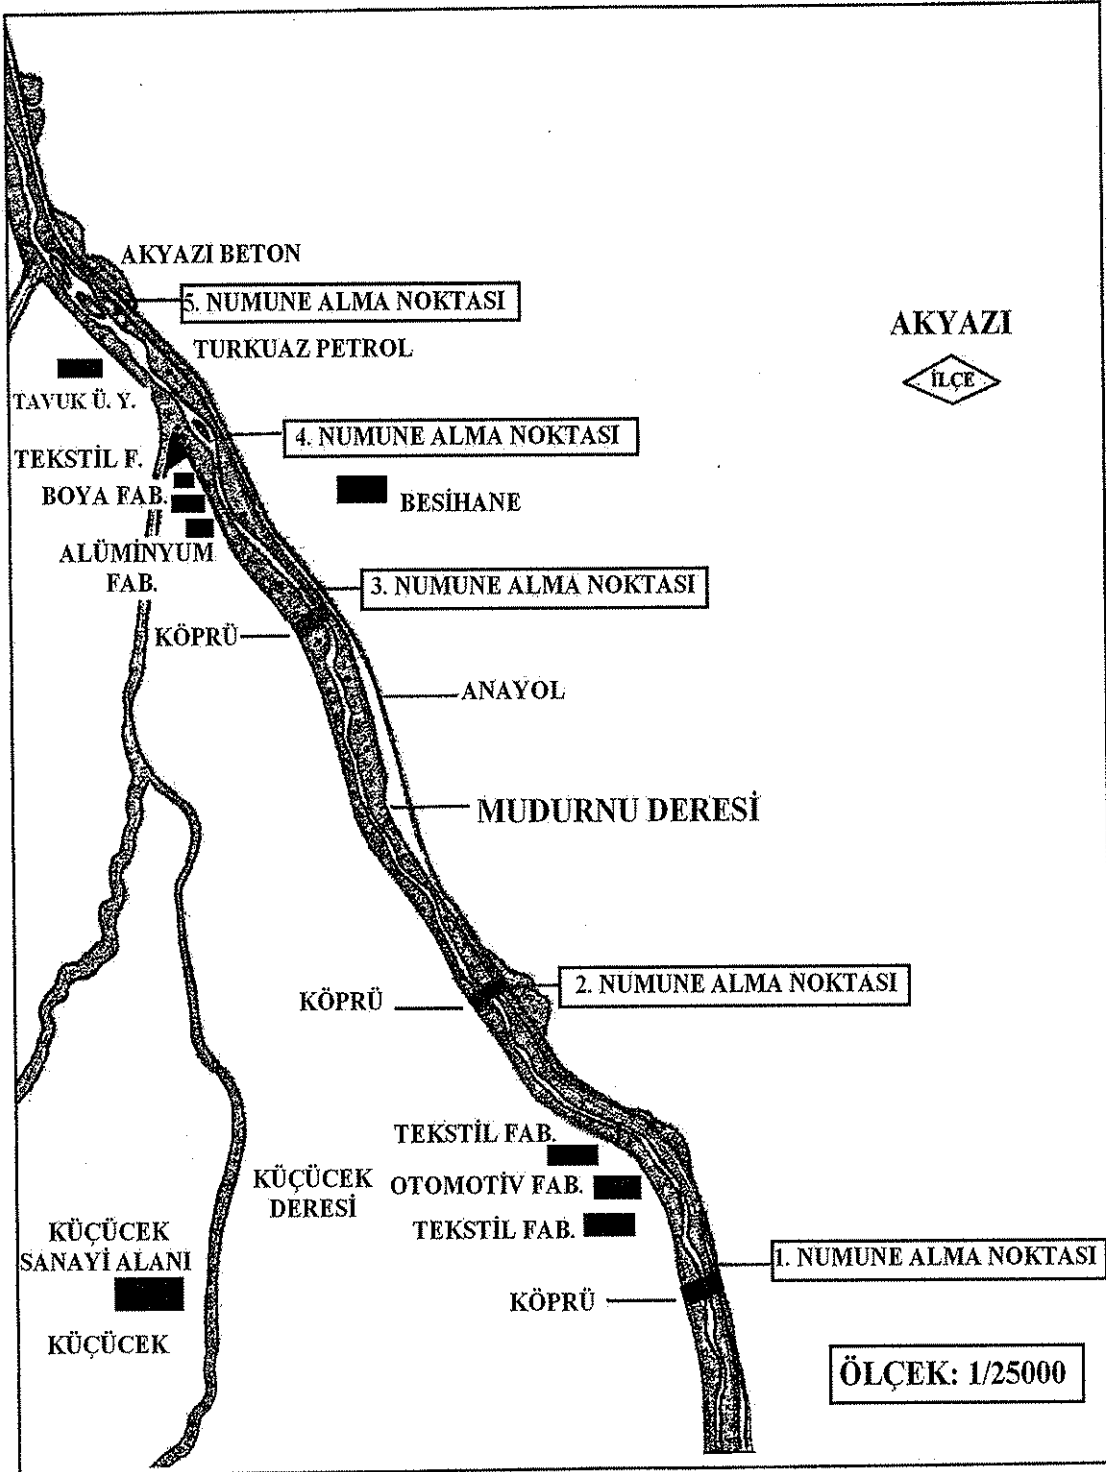 AKYAZI BETON
5. NUMUNE ALMA NOKTASI
AKYAZI
TURKUAZ PETROL
İLÇE
TAVUK Ü. Y.
4. NUMUNE ALMA NOKTASI
TEKSTİL F.
BOYA FAB.
BESİHANE
ALÜMİNYUM
FAB.
3. NUMUNE ALMA NOKTASI
KÖPRÜ
ANAYOL
MUDURNU DERESİ
2. NUMUNE ALMA NOKTASI
KÖPRÜ
TEKSTİL FAB.
KÜÇÜCEK
DERESİ
OTOMOTİV FAB.
TEKSTİL FAB.
KÜÇÜCEK
SANAYİ ALANI
1. NUMUNE ALMA NOKTASI
KÖPRÜ
KÜÇÜCEK
ÖLÇEK: 1/25000